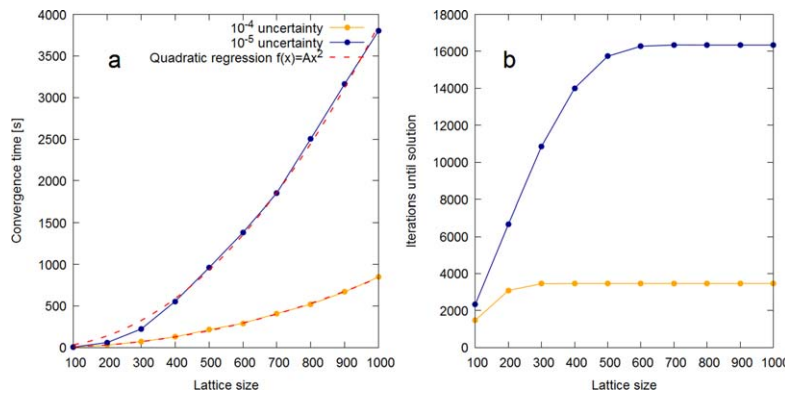 10-4 uncertainty
10-5 uncertainty
Quadratic regression f(x)=Ax2
a
Convergence time [s]
4000
3500
3000
2500
2000
1500
1000
500
0
100 200 300 400 500 600 700 800 900 1000
Lattice size
b
Iterions until solution
18000
16000
14000
12000
10000
8000
6000
4000
2000
0
100 200 300 400 500 600 700 800 900 1000
Lattice size